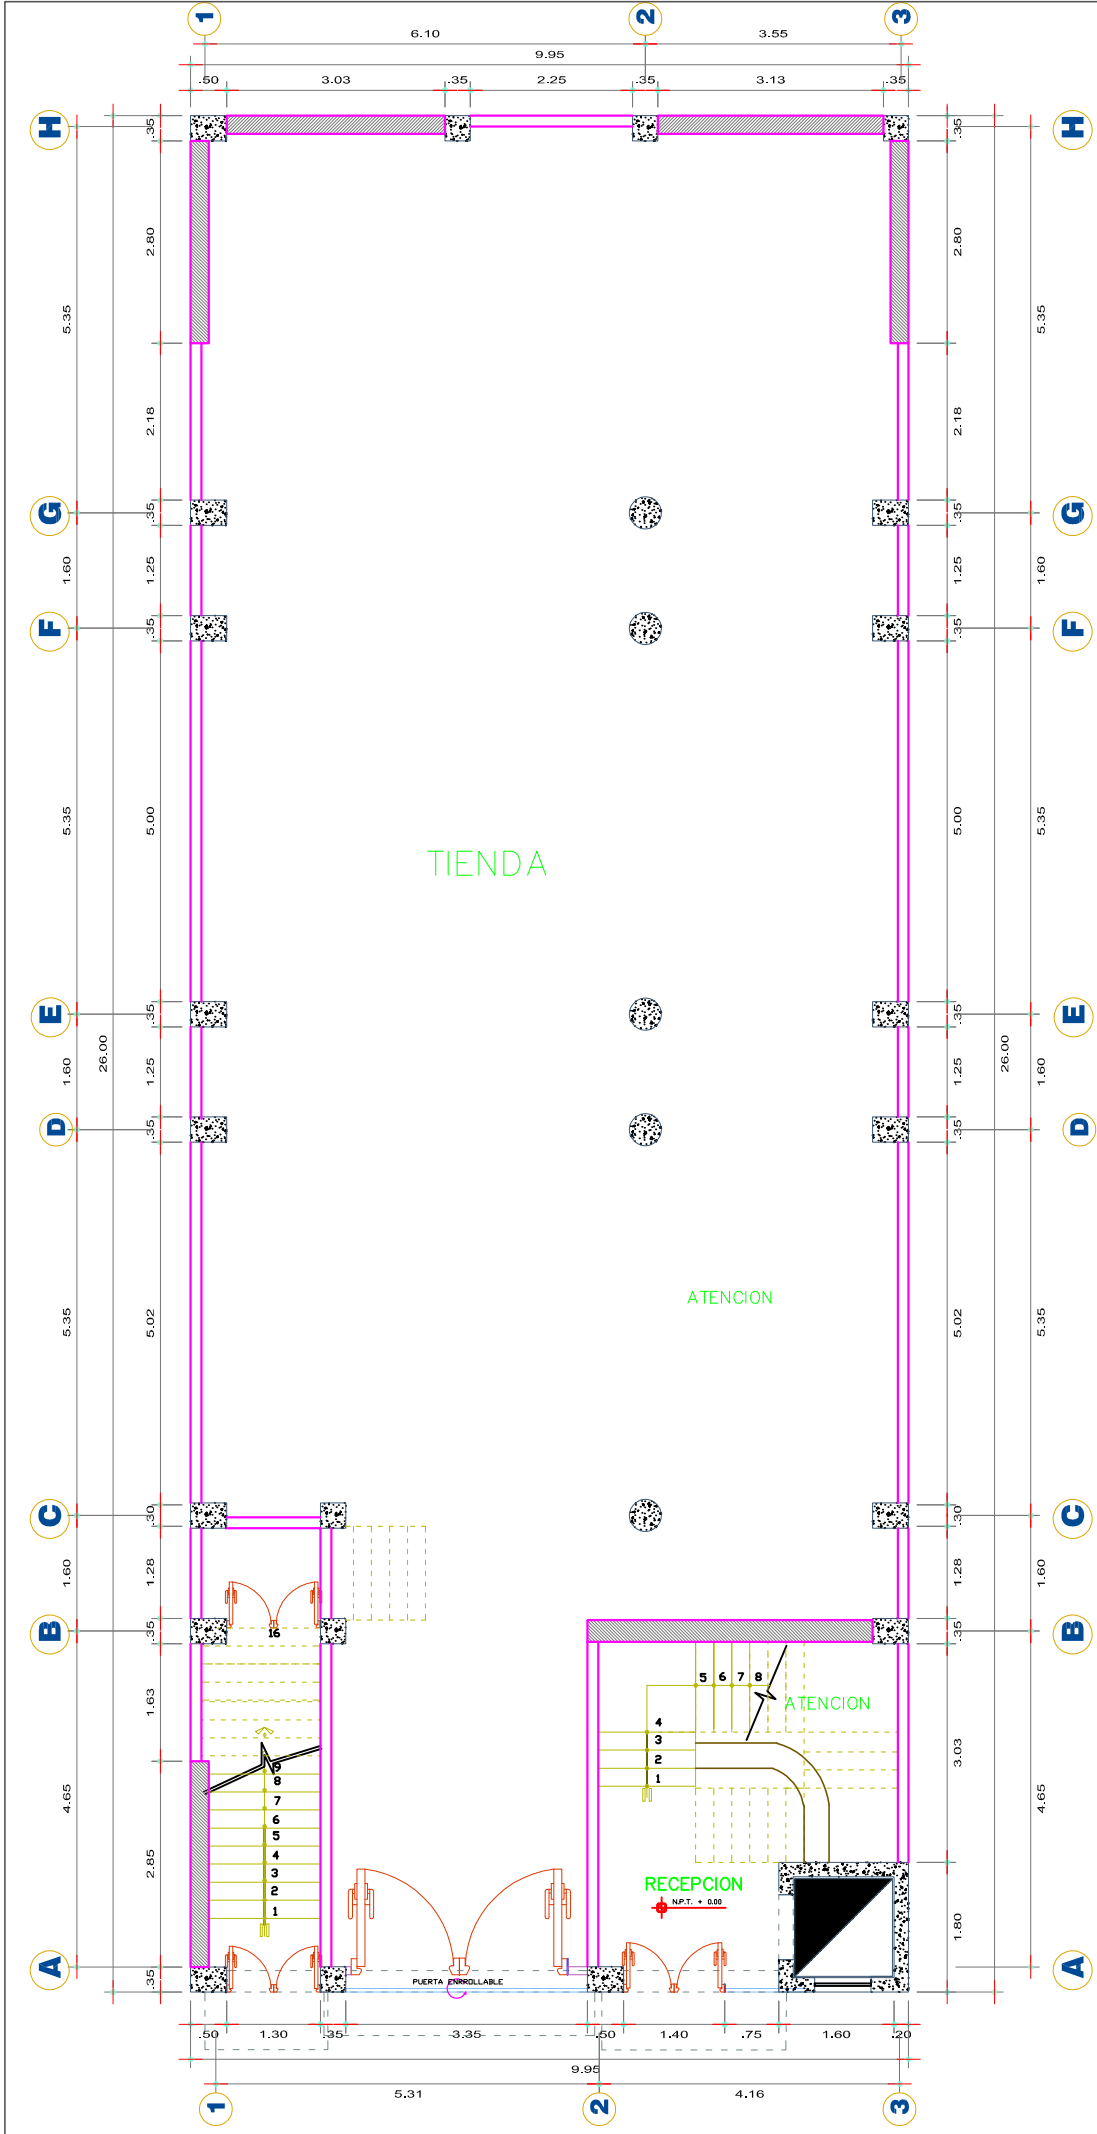 1 2 3
6.10 3.55
9.95
.50 3.03 .35 2.25 .35 3.13 .35
H .35 .35 H
2.80 2.80
5.35 5.35
2.18 2.18
G .35 .35 G
1.60 1.25 1.25 1.60
F .35 .35 F
5.35 5.00 5.00 5.35
TIENDA
E .35 .35 E
26.00 26.00
1.60 1.25 1.25 1.60
D .35 .35 D
ATENCION
5.35 5.02 5.02 5.35
C .30 .30 C
1.60 1.28 1.28 1.60
B .35 16 .35 B
5 6 7 8
1.63 ATENCION
4
3
2
1
3.03
4.65 4.65
9
8
7
6
5
4
3
2
1
2.85
RECEPCION
N.P.T. + 0.00
1.80
A .35 .35 A
PUERTA ENRROLLABLE
.50 1.30 .35 3.35 .50 1.40 .75 1.60 .20
9.95
5.31 4.16
1 2 3